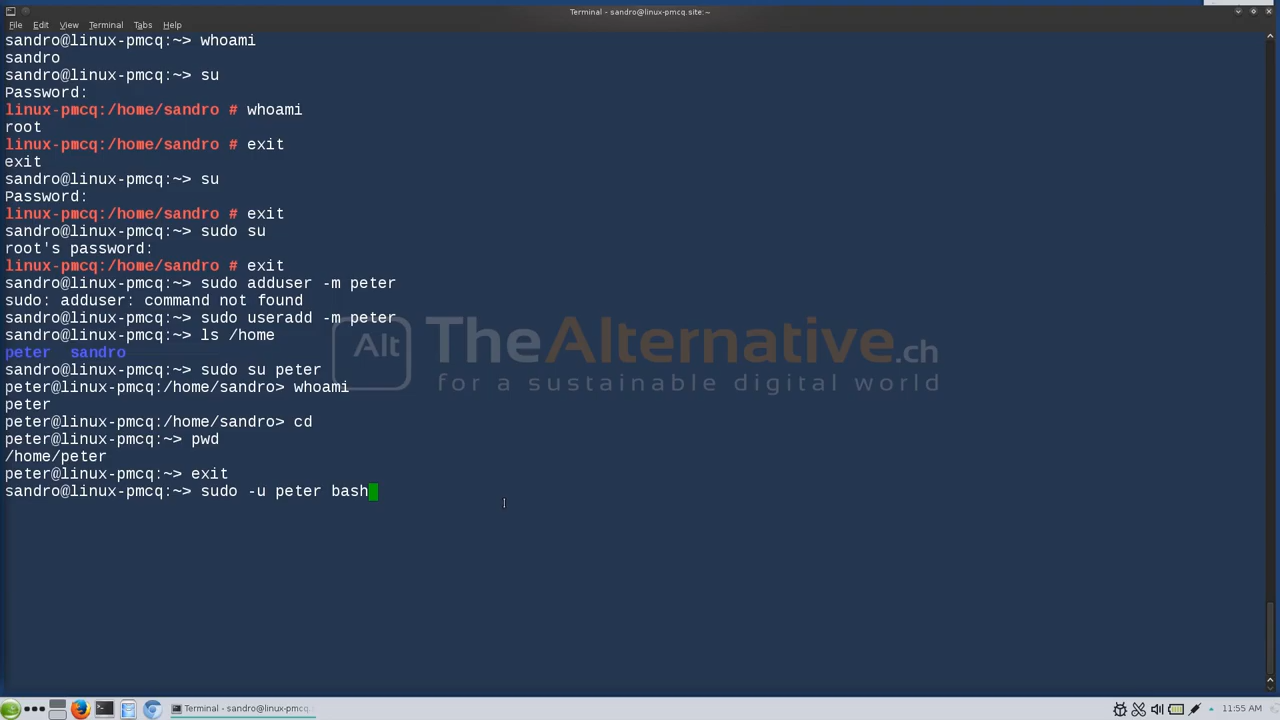 Terminal - sandro@linux-pmcq.site:~
File Edit View Terminal Tabs Help
sandro@linux-pmcq:~> whoami
sandro
sandro@linux-pmcq:~> su
Password:
linux-pmcq:/home/sandro # whoami
root
linux-pmcq:/home/sandro # exit
exit
sandro@linux-pmcq:~> su
Password:
linux-pmcq:/home/sandro # exit
sandro@linux-pmcq:~> sudo su
root's password:
linux-pmcq:/home/sandro # exit
sandro@linux-pmcq:~> sudo adduser -m peter
sudo: adduser: command not found
sandro@linux-pmcq:~> sudo useradd -m peter
sandro@linux-pmcq:~> ls /home
peter  sandro
sandro@linux-pmcq:~> sudo su peter
peter@linux-pmcq:/home/sandro> whoami
peter
peter@linux-pmcq:/home/sandro> cd
peter@linux-pmcq:~> pwd
/home/peter
peter@linux-pmcq:~> exit
sandro@linux-pmcq:~> sudo -u peter bash
Alt
TheAlternative.ch
for a sustainable digital world
Terminal - sandro@linux-pmcq.
11:55 AM